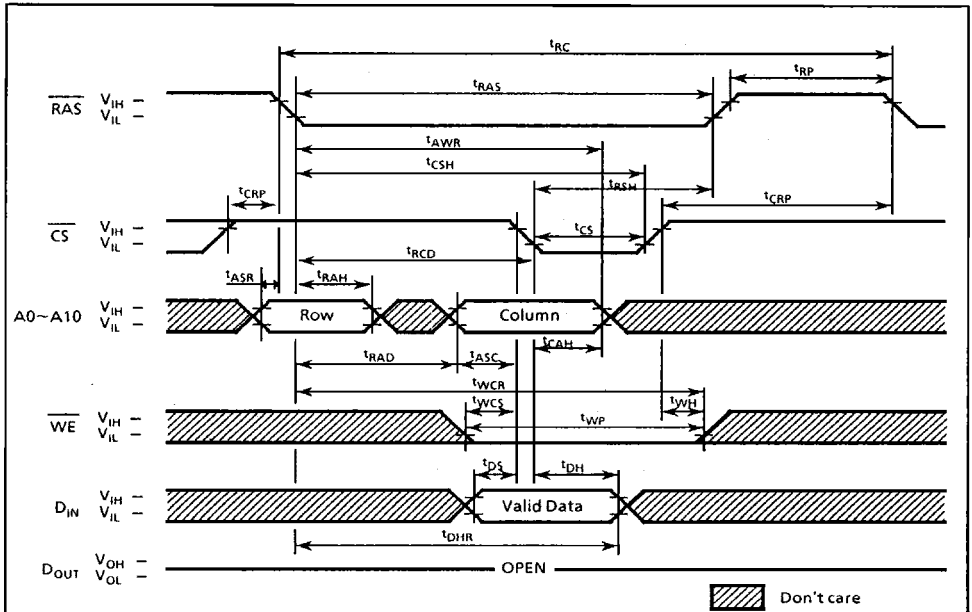 tRC
tRP
tRAS
RAS VIH
VIL
tAWR
tCSH
tRSH
tCRP
tCRP
CS VIH
VIL
tCS
tRCD
tASR
tRAH
A0~A10 VIH
VIL
Row
Column
tCAH
tRAD
tASC
tWCR
tWCS
tWH
WE VIH
VIL
tWP
tDS
tDH
DIN VIH
VIL
Valid Data
tDHR
DOUT VOH
VOL
OPEN
Don't care